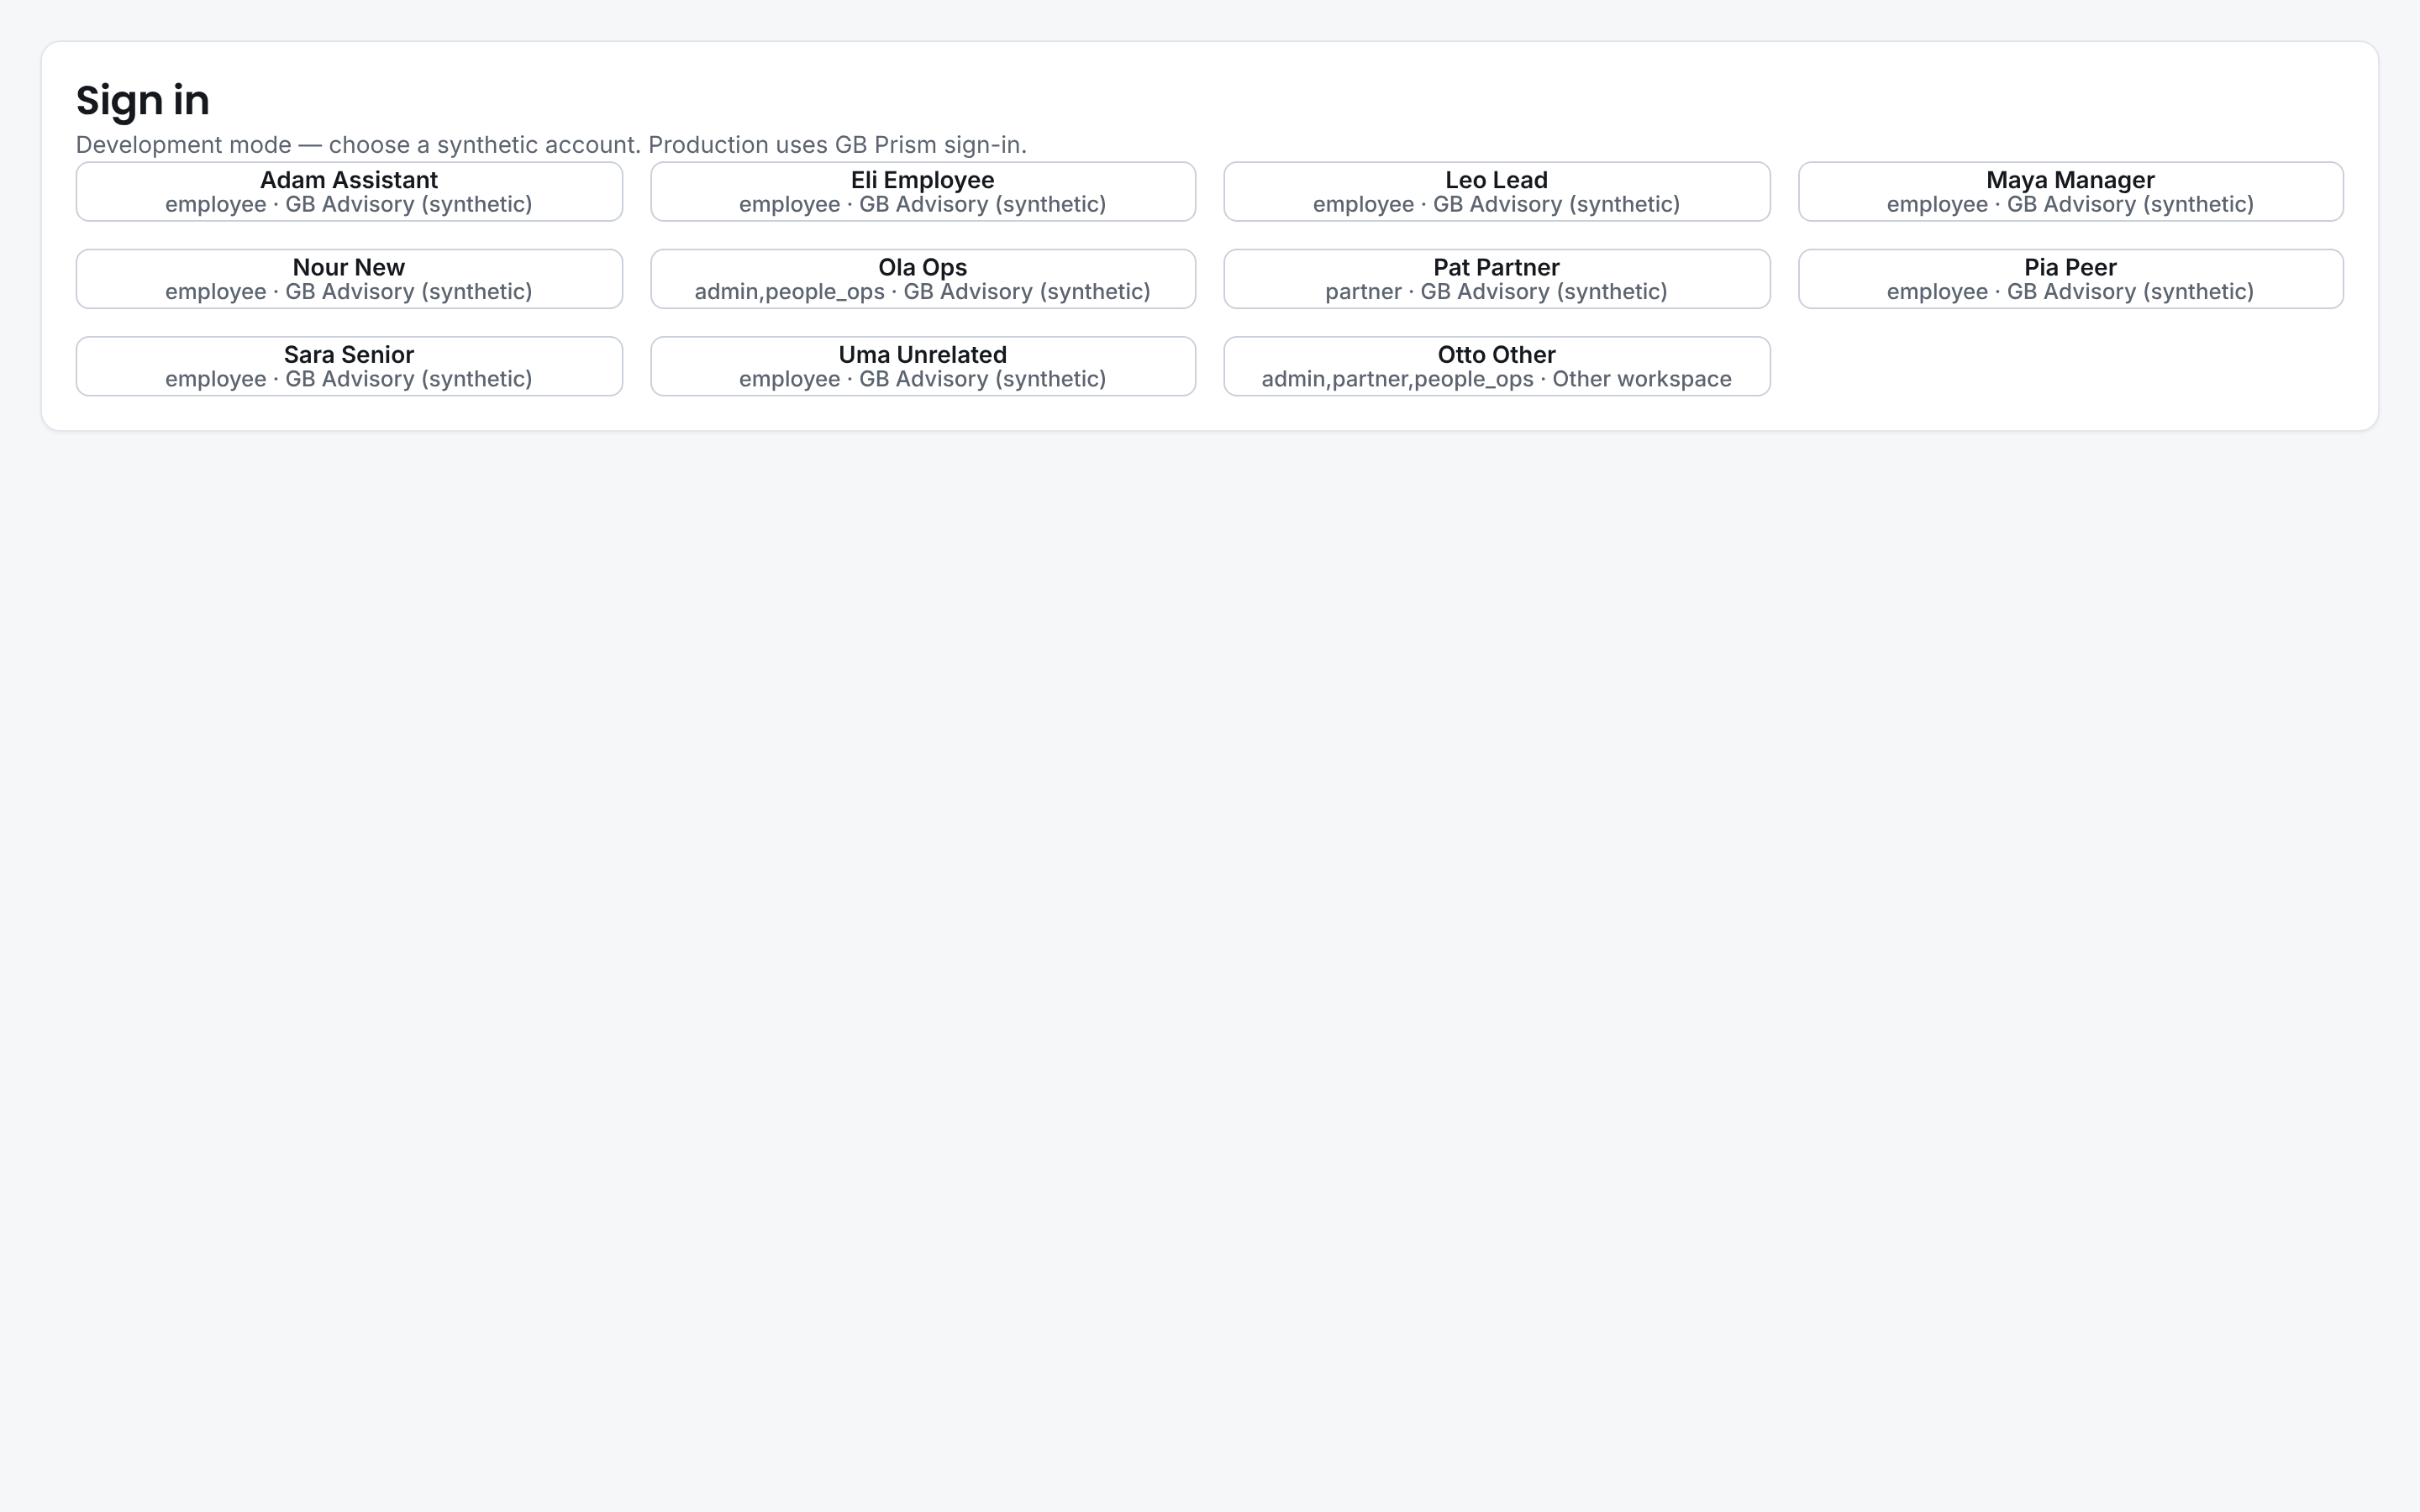 Sign in
Development mode — choose a synthetic account. Production uses GB Prism sign-in.
Adam Assistant
employee · GB Advisory (synthetic)
Eli Employee
employee · GB Advisory (synthetic)
Leo Lead
employee · GB Advisory (synthetic)
Maya Manager
employee · GB Advisory (synthetic)
Nour New
employee · GB Advisory (synthetic)
Ola Ops
admin,people_ops · GB Advisory (synthetic)
Pat Partner
partner · GB Advisory (synthetic)
Pia Peer
employee · GB Advisory (synthetic)
Sara Senior
employee · GB Advisory (synthetic)
Uma Unrelated
employee · GB Advisory (synthetic)
Otto Other
admin,partner,people_ops · Other workspace